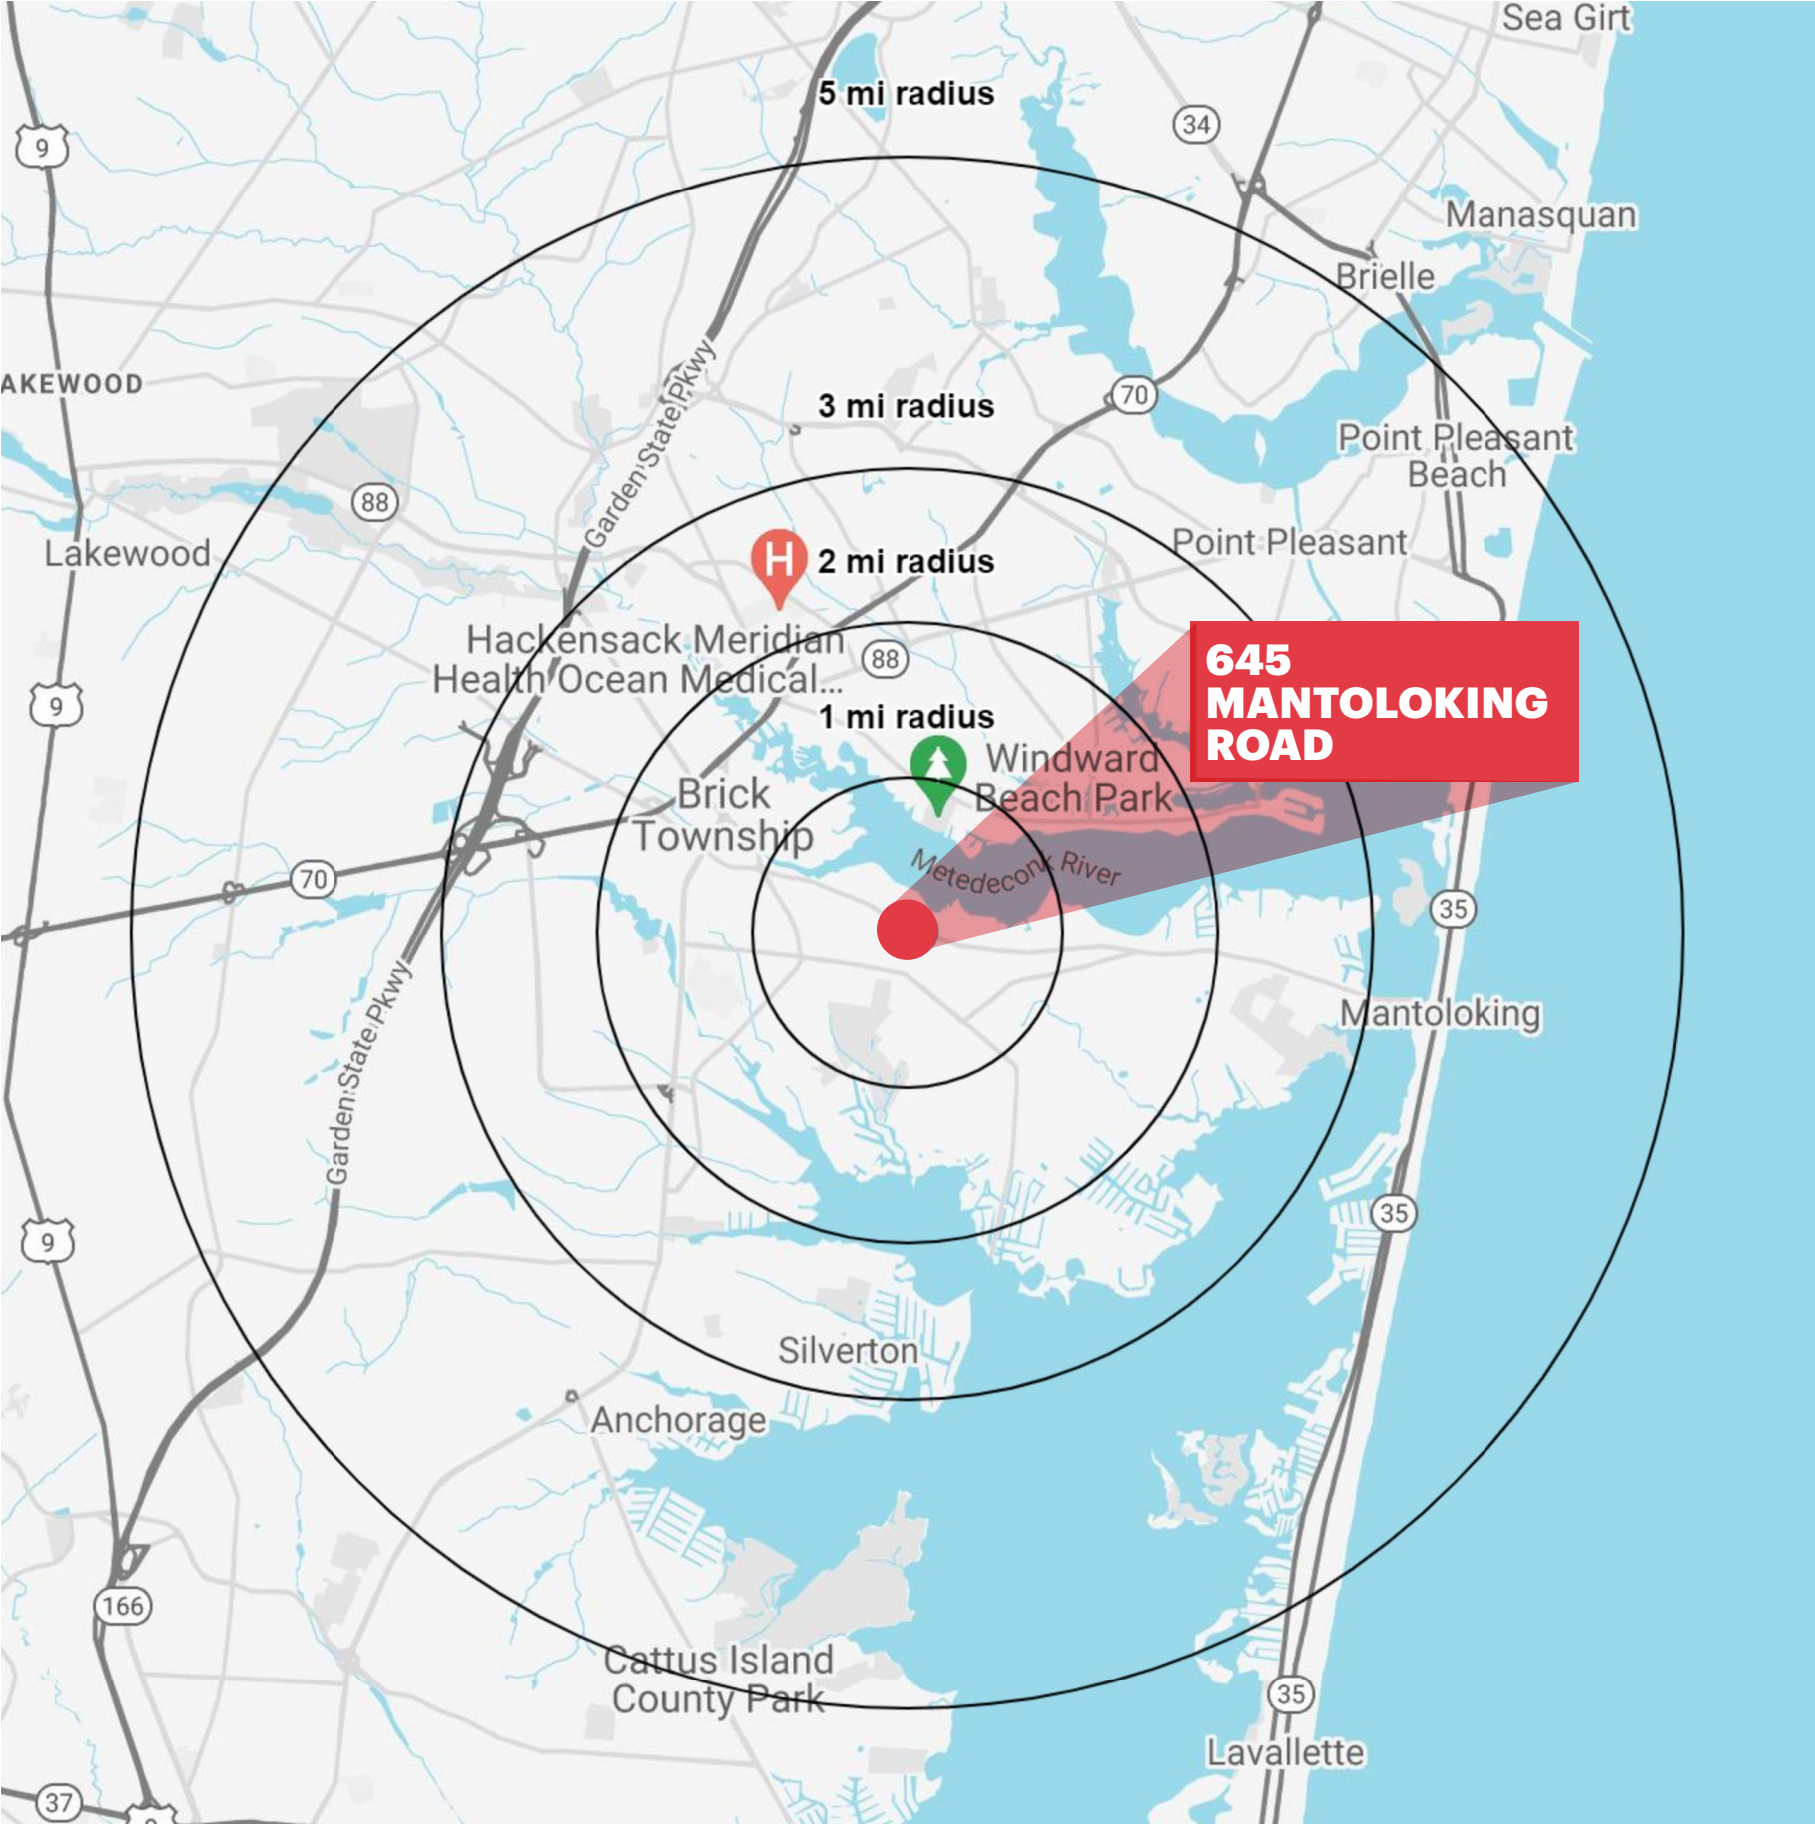 Sea Girt
5 mi radius
34
9
Manasquan
Brielle
AKEWOOD
70
3 mi radius
Garden State Pkwy
Point Pleasant
Beach
88
Lakewood
Point Pleasant
H
2 mi radius
Hackensack Meridian
Health Ocean Medical...
88
645
MANTOLOKING
ROAD
9
1 mi radius
Windward
Beach Park
Brick
Township
Metedeconk River
70
35
Garden State Pkwy
Mantoloking
35
9
Silverton
Anchorage
166
Cattus Island
County Park
35
Lavallette
37